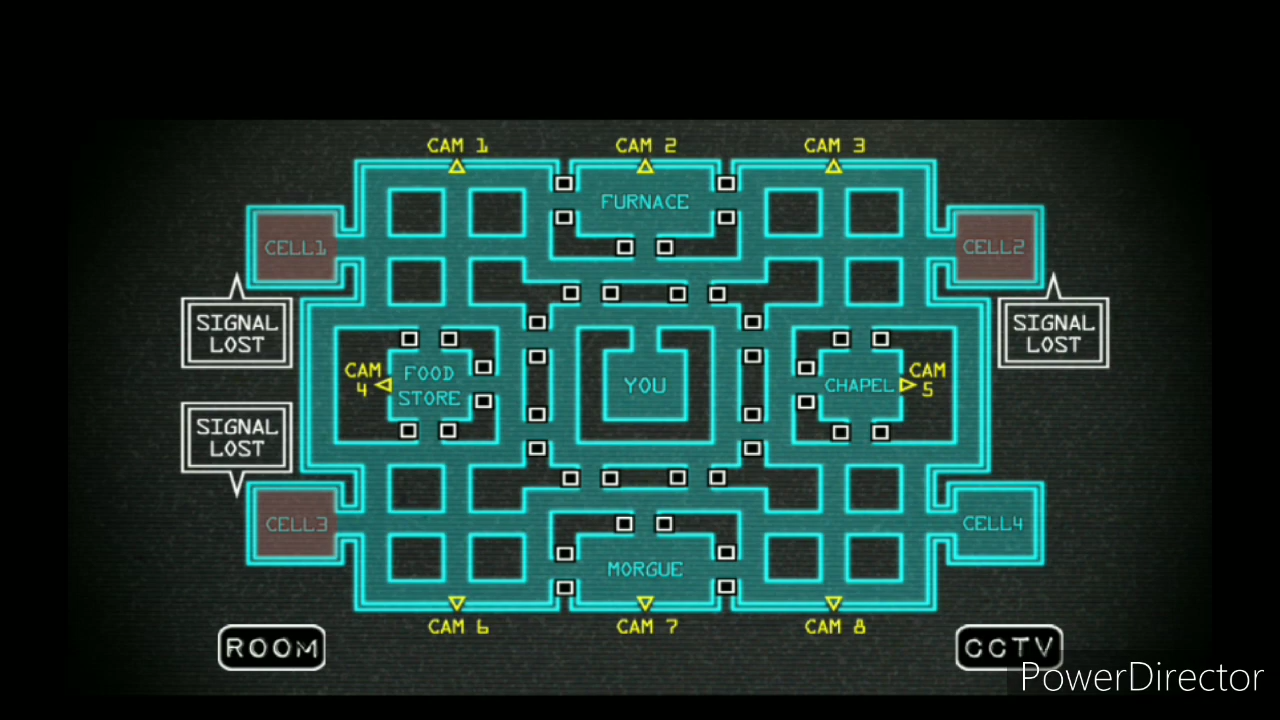 CAM 1
CAM 2
CAM 3
FURNACE
CELL1
CELL2
SIGNAL
LOST
SIGNAL
LOST
CAM
4
FOOD
STORE
YOU
CHAPEL
CAM
5
SIGNAL
LOST
CELL3
CELL4
MORGUE
CAM 6
CAM 7
CAM 8
ROOM
CCTV
PowerDirector